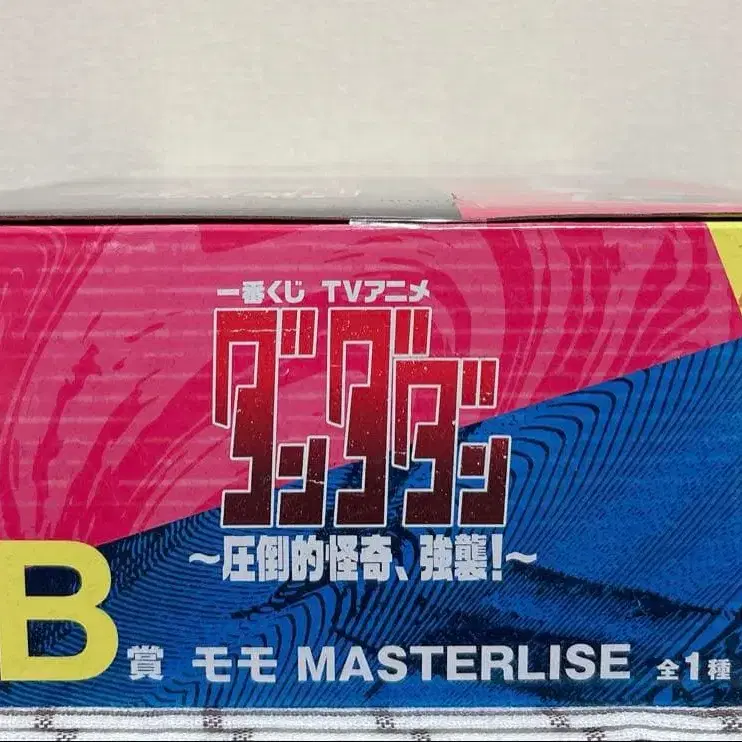 一番くじ TVアニメ
ダンダダン
～圧倒的怪奇、強襲!～
B賞 モモ MASTERLISE 全1種